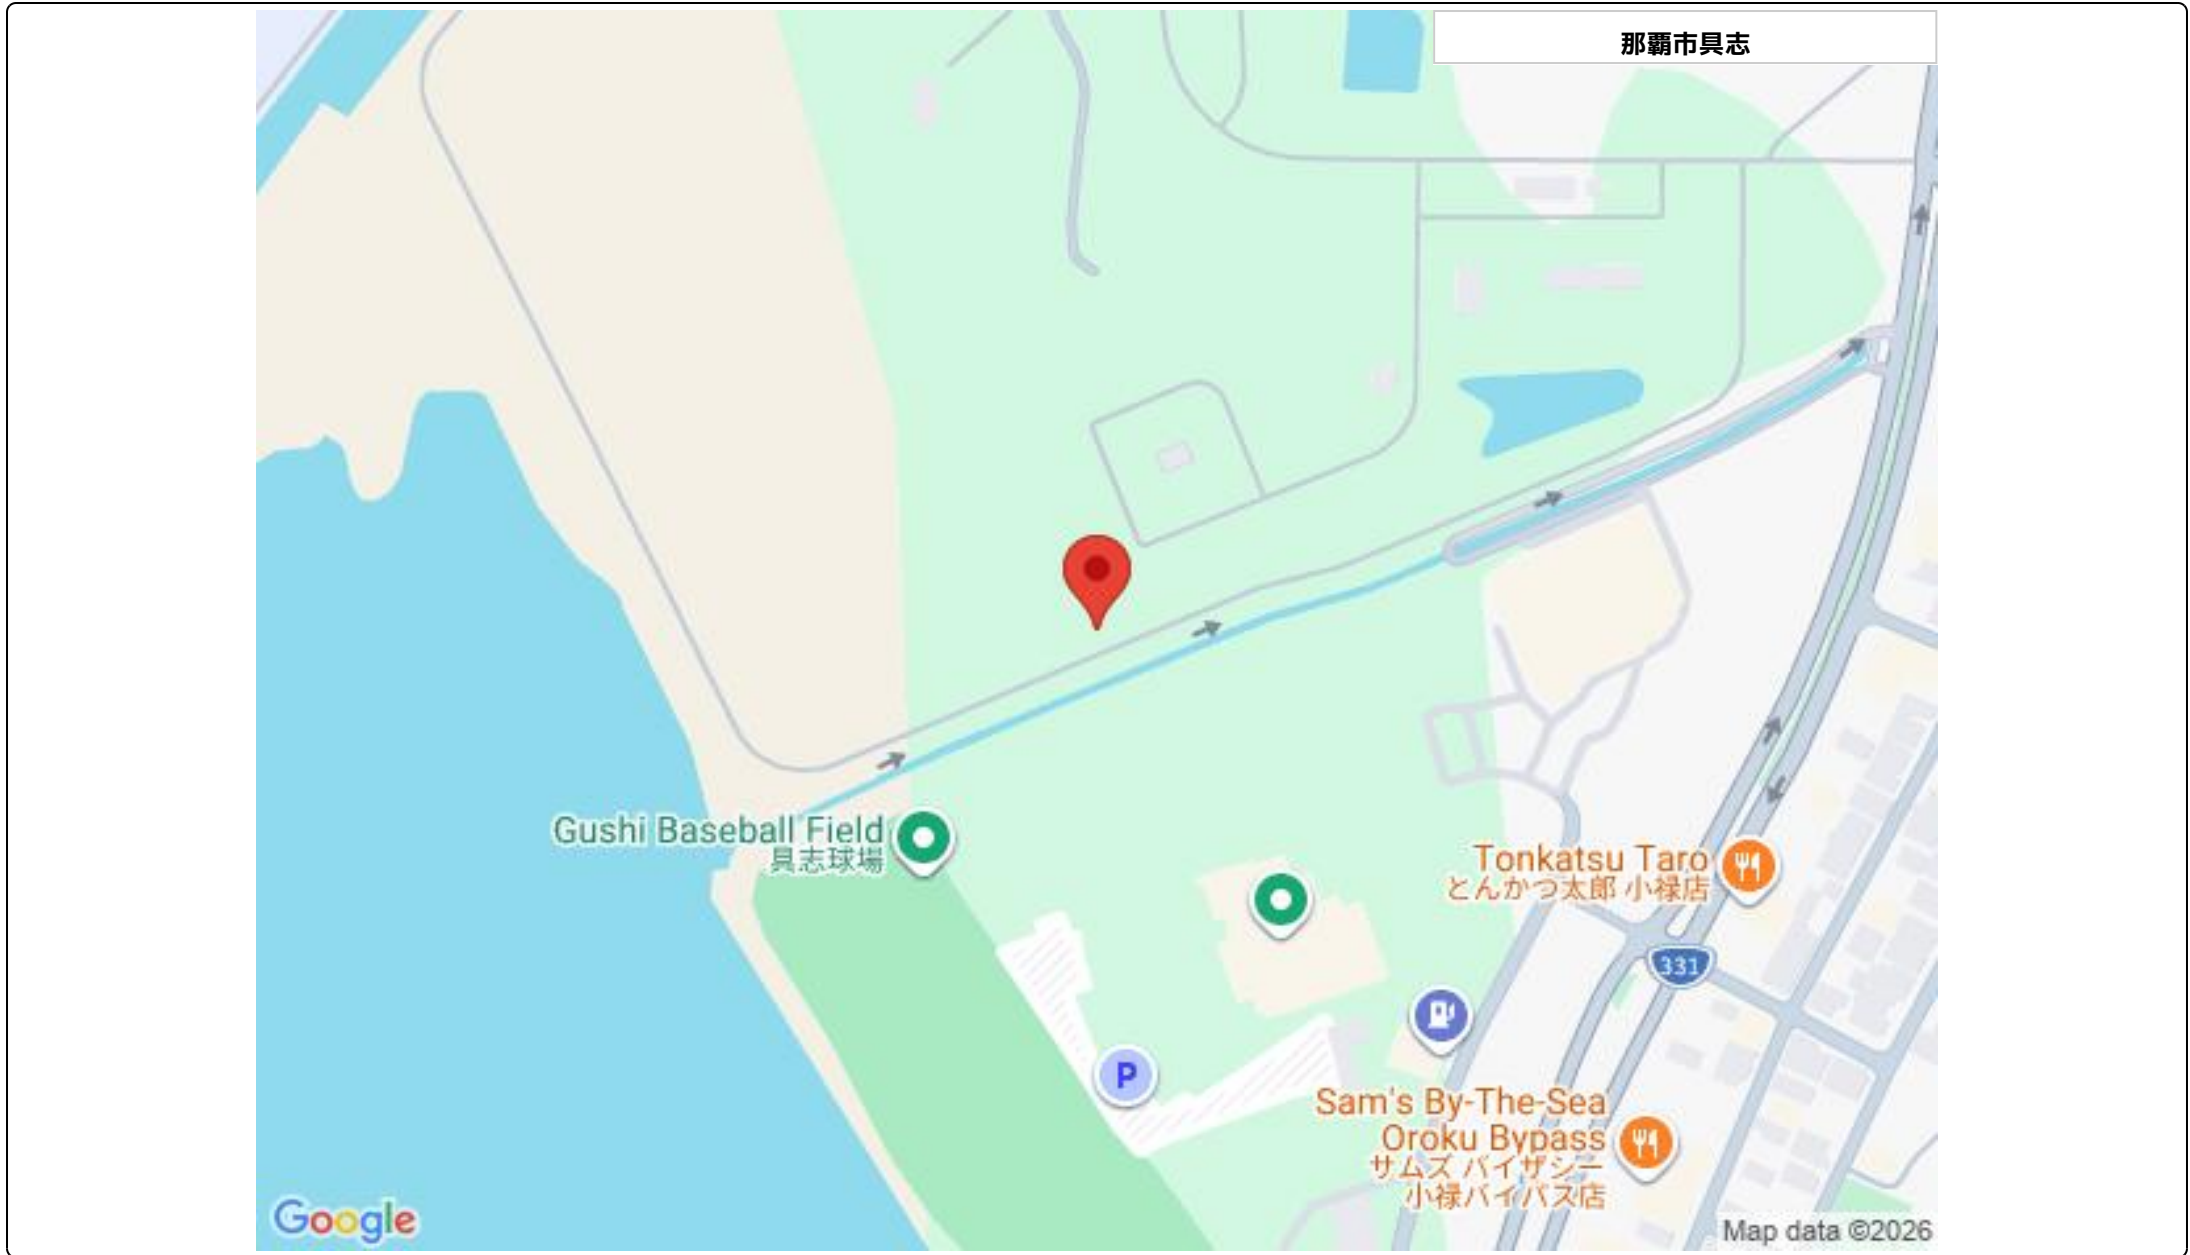 那覇市具志
Gushi Baseball Field
具志球場
Tonkatsu Taro
とんかつ太郎 小禄店
331
P
Sam's By-The-Sea
Oroku Bypass
サムズ バイザシー
小禄バイパス店
Google
Map data ©2026